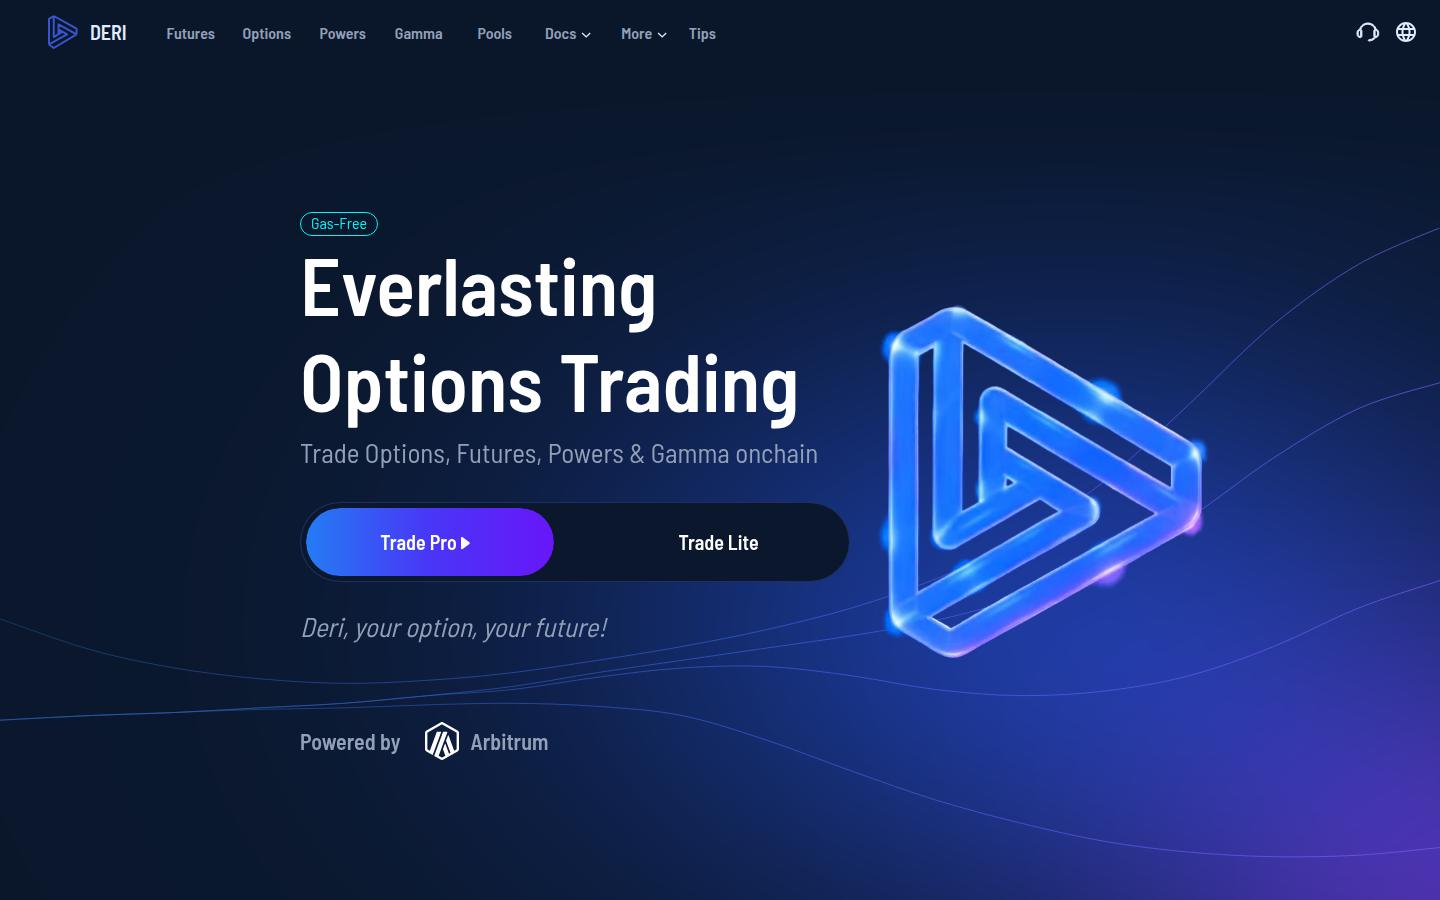 DERI
Futures
Options
Powers
Gamma
Pools
Docs
More
Tips
Gas-Free
Everlasting
Options Trading
Trade Options, Futures, Powers & Gamma onchain
Trade Pro
Trade Lite
Deri, your option, your future!
Powered by
Arbitrum